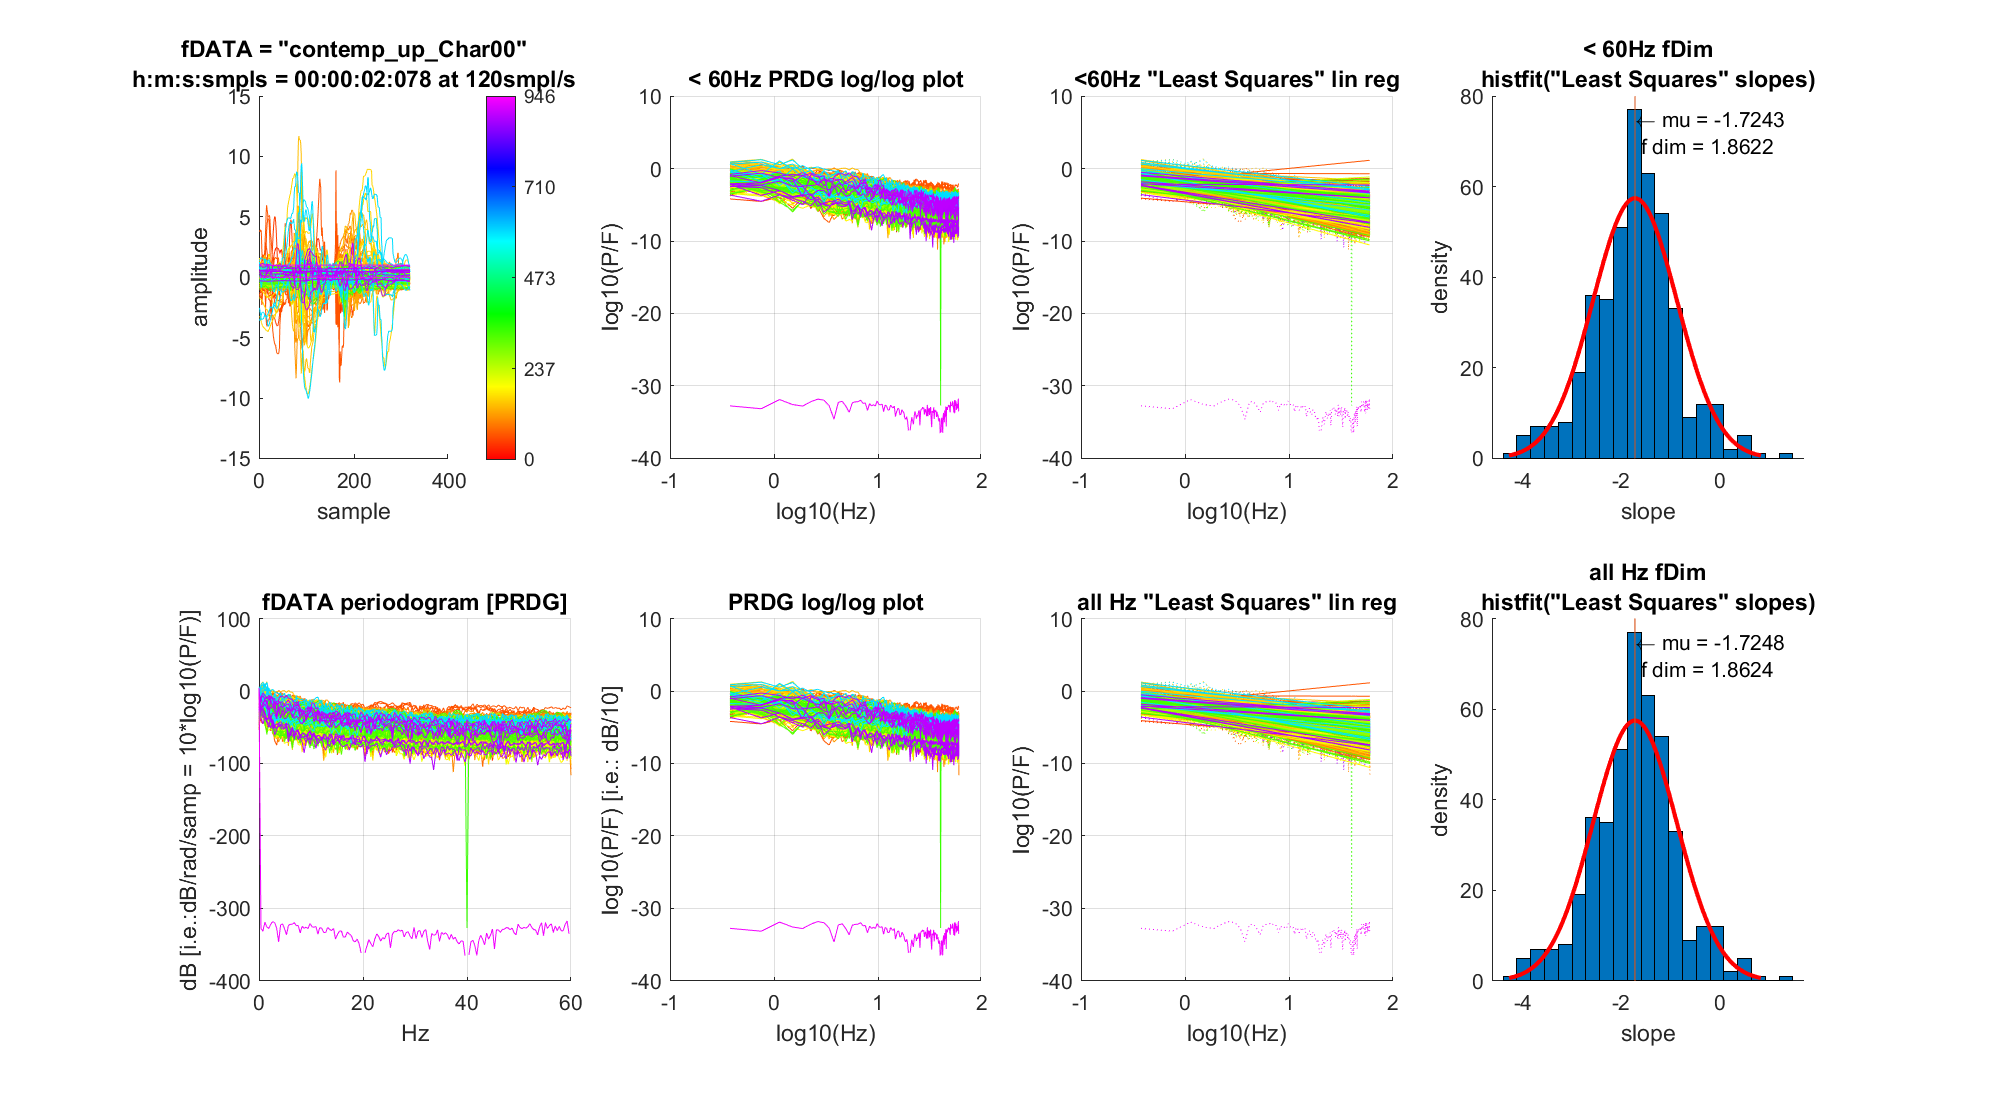 fDATA = "contemp_up_Char00"
h:m:s:smpls = 00:00:02:078 at 120smpl/s
15
10
5
0
-5
-10
-15
amplitude
0
200
400
sample
946
710
473
237
0
< 60Hz PRDG log/log plot
10
0
-10
-20
-30
-40
log10(P/F)
-1
0
1
2
log10(Hz)
<60Hz "Least Squares" lin reg
10
0
-10
-20
-30
-40
log10(P/F)
-1
0
1
2
log10(Hz)
< 60Hz fDim
histfit("Least Squares" slopes)
80
60
40
20
0
density
← mu = -1.7243
f dim = 1.8622
-4
-2
0
slope
fDATA periodogram [PRDG]
100
0
-100
-200
-300
-400
dB [i.e.:dB/rad/samp = 10*log10(P/F)]
0
20
40
60
Hz
PRDG log/log plot
10
0
-10
-20
-30
-40
log10(P/F) [i.e.: dB/10]
-1
0
1
2
log10(Hz)
all Hz "Least Squares" lin reg
10
0
-10
-20
-30
-40
log10(P/F)
-1
0
1
2
log10(Hz)
all Hz fDim
histfit("Least Squares" slopes)
80
60
40
20
0
density
← mu = -1.7248
f dim = 1.8624
-4
-2
0
slope